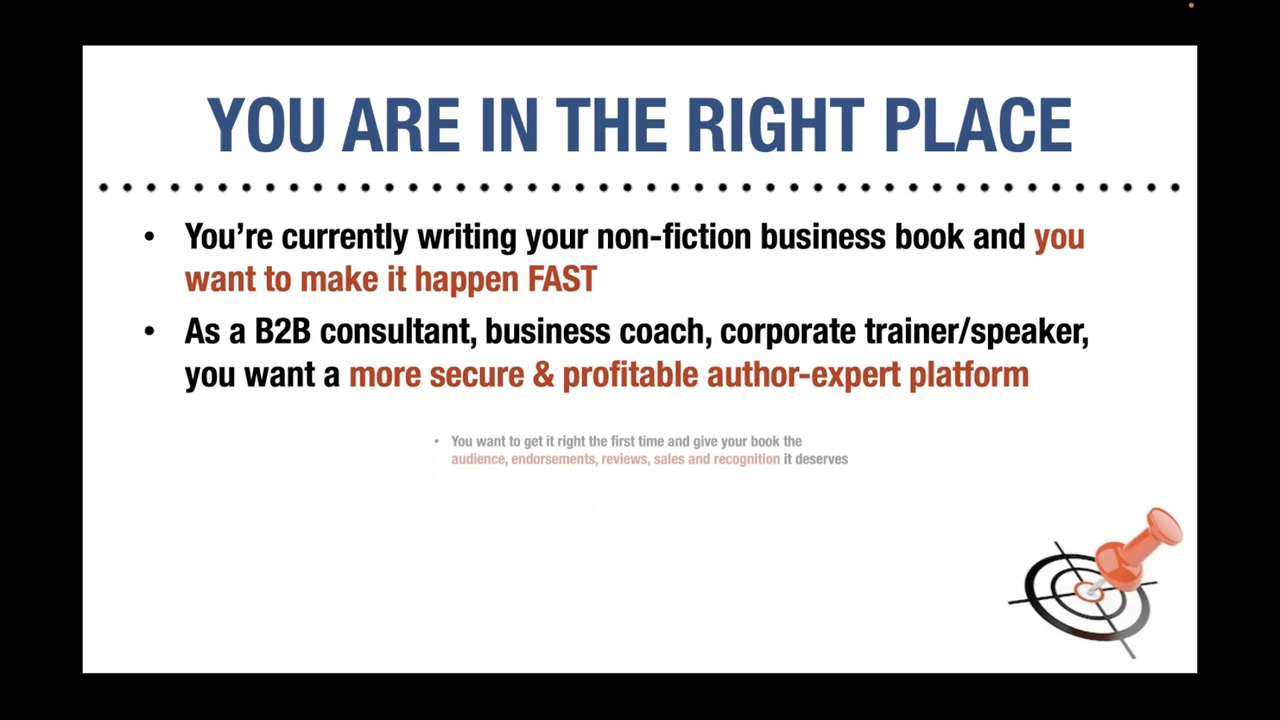 YOU ARE IN THE RIGHT PLACE
• You’re currently writing your non-fiction business book and you
want to make it happen FAST
• As a B2B consultant, business coach, corporate trainer/speaker,
you want a more secure & profitable author-expert platform
• You want to get it right the first time and give your book the
audience, endorsements, reviews, sales and recognition it deserves